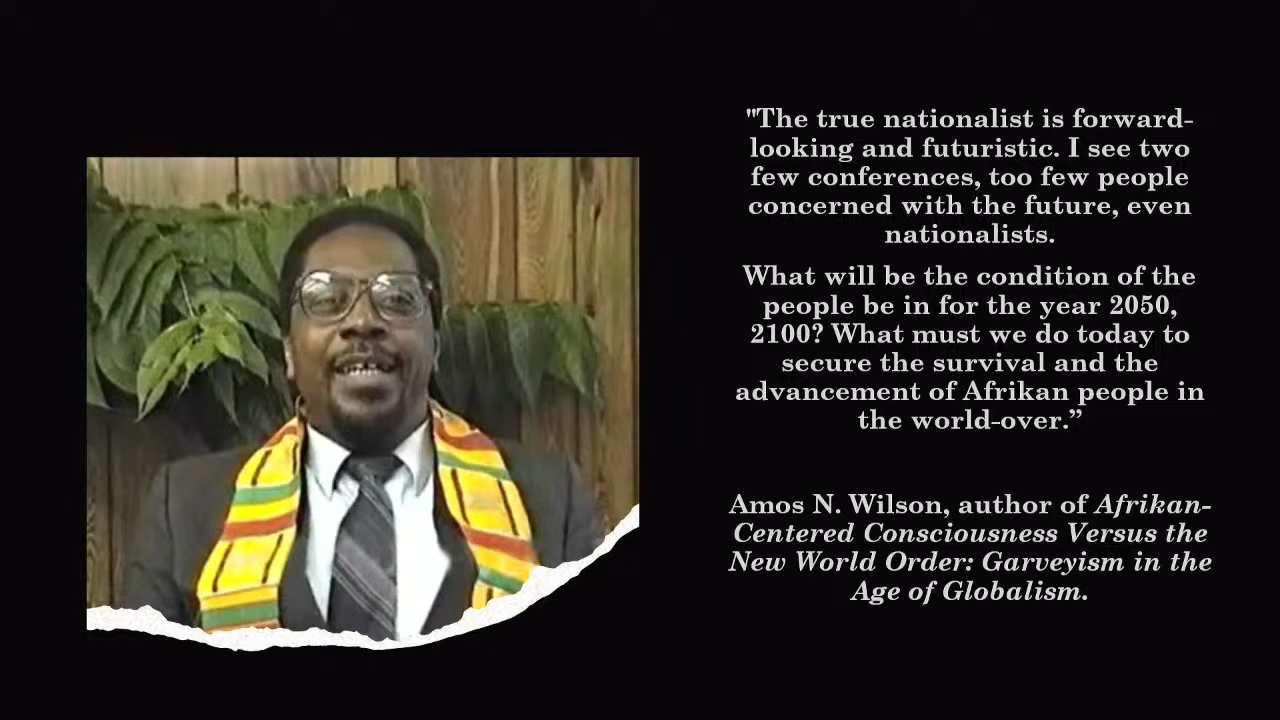 "The true nationalist is forward-
looking and futuristic. I see two
few conferences, too few people
concerned with the future, even
nationalists.
What will be the condition of the
people be in for the year 2050,
2100? What must we do today to
secure the survival and the
advancement of Afrikan people in
the world-over.”
Amos N. Wilson, author of Afrikan-
Centered Consciousness Versus the
New World Order: Garveyism in the
Age of Globalism.